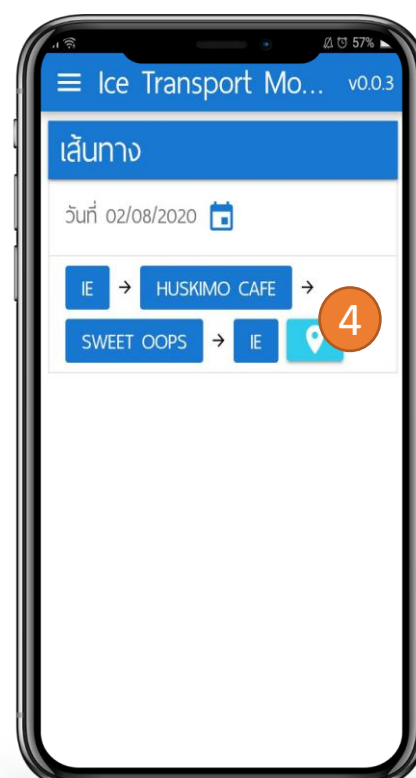 57%
≡ Ice Transport Mo... v0.0.3
เส้นทาง
วันที่ 02/08/2020
IE → HUSKIMO CAFE →
SWEET OOPS → IE
4